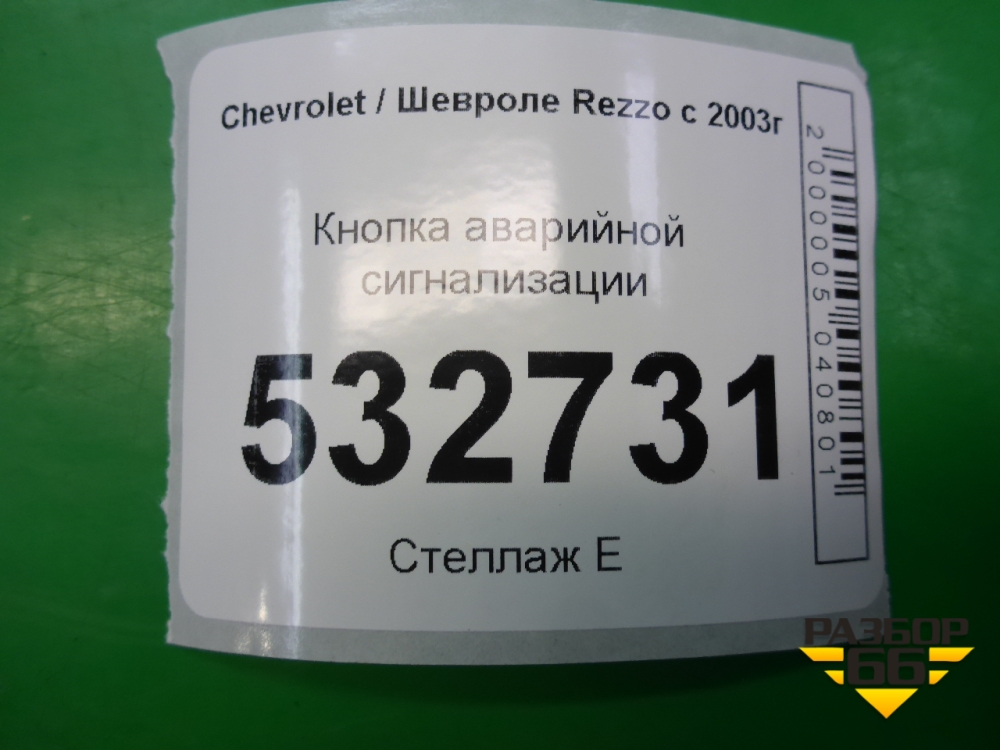 Chevrolet / Шевроле Rezzo с 2003г
Кнопка аварийной
сигнализации
532731
Стеллаж Е
2000005040801
РАЗБОР
66